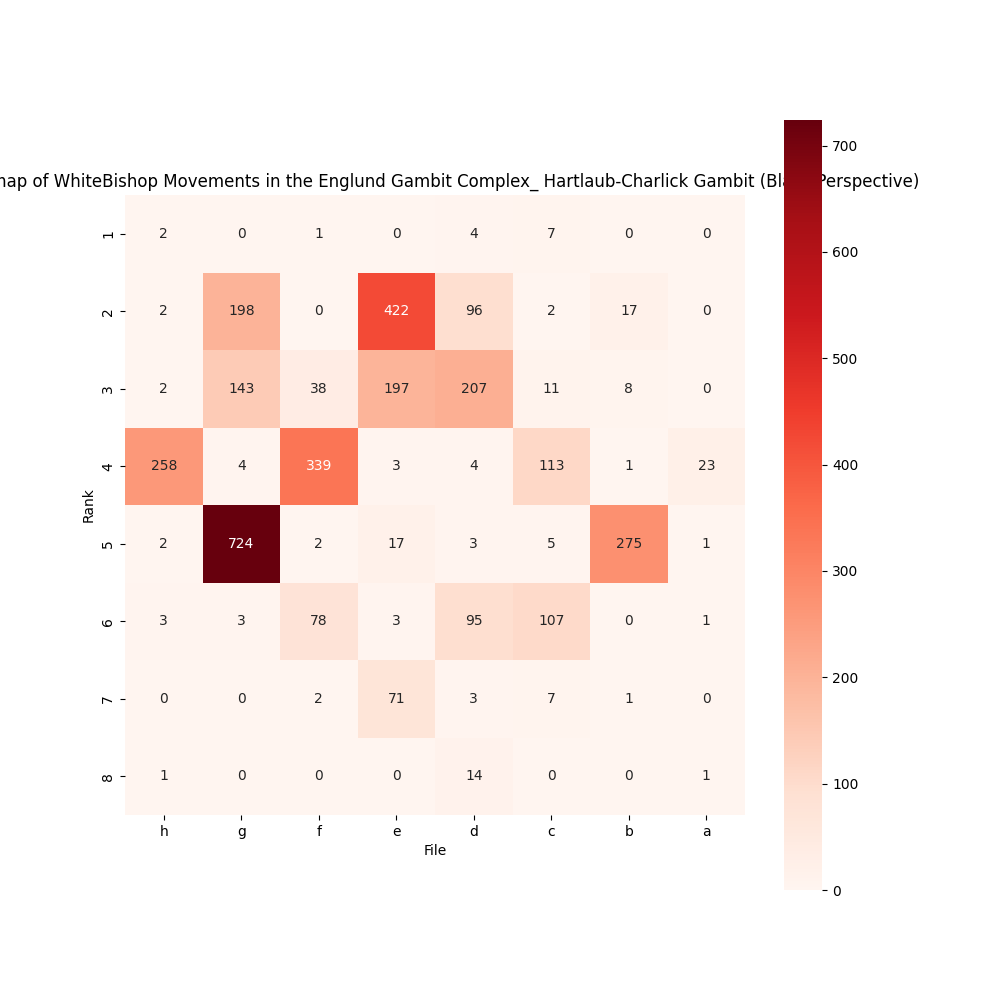 700
map of WhiteBishop Movements in the Englund Gambit Complex_ Hartlaub-Charlick Gambit (Black Perspective)
1 2 0 1 0 4 7 0 0
600
2 2 198 0 422 96 2 17 0
500
3 2 143 38 197 207 11 8 0
400
4 258 4 339 3 4 113 1 23
Rank
5 2 724 2 17 3 5 275 1
300
6 3 3 78 3 95 107 0 1
200
7 0 0 2 71 3 7 1 0
8 1 0 0 0 14 0 0 1
100
h g f e d c b a
File
0